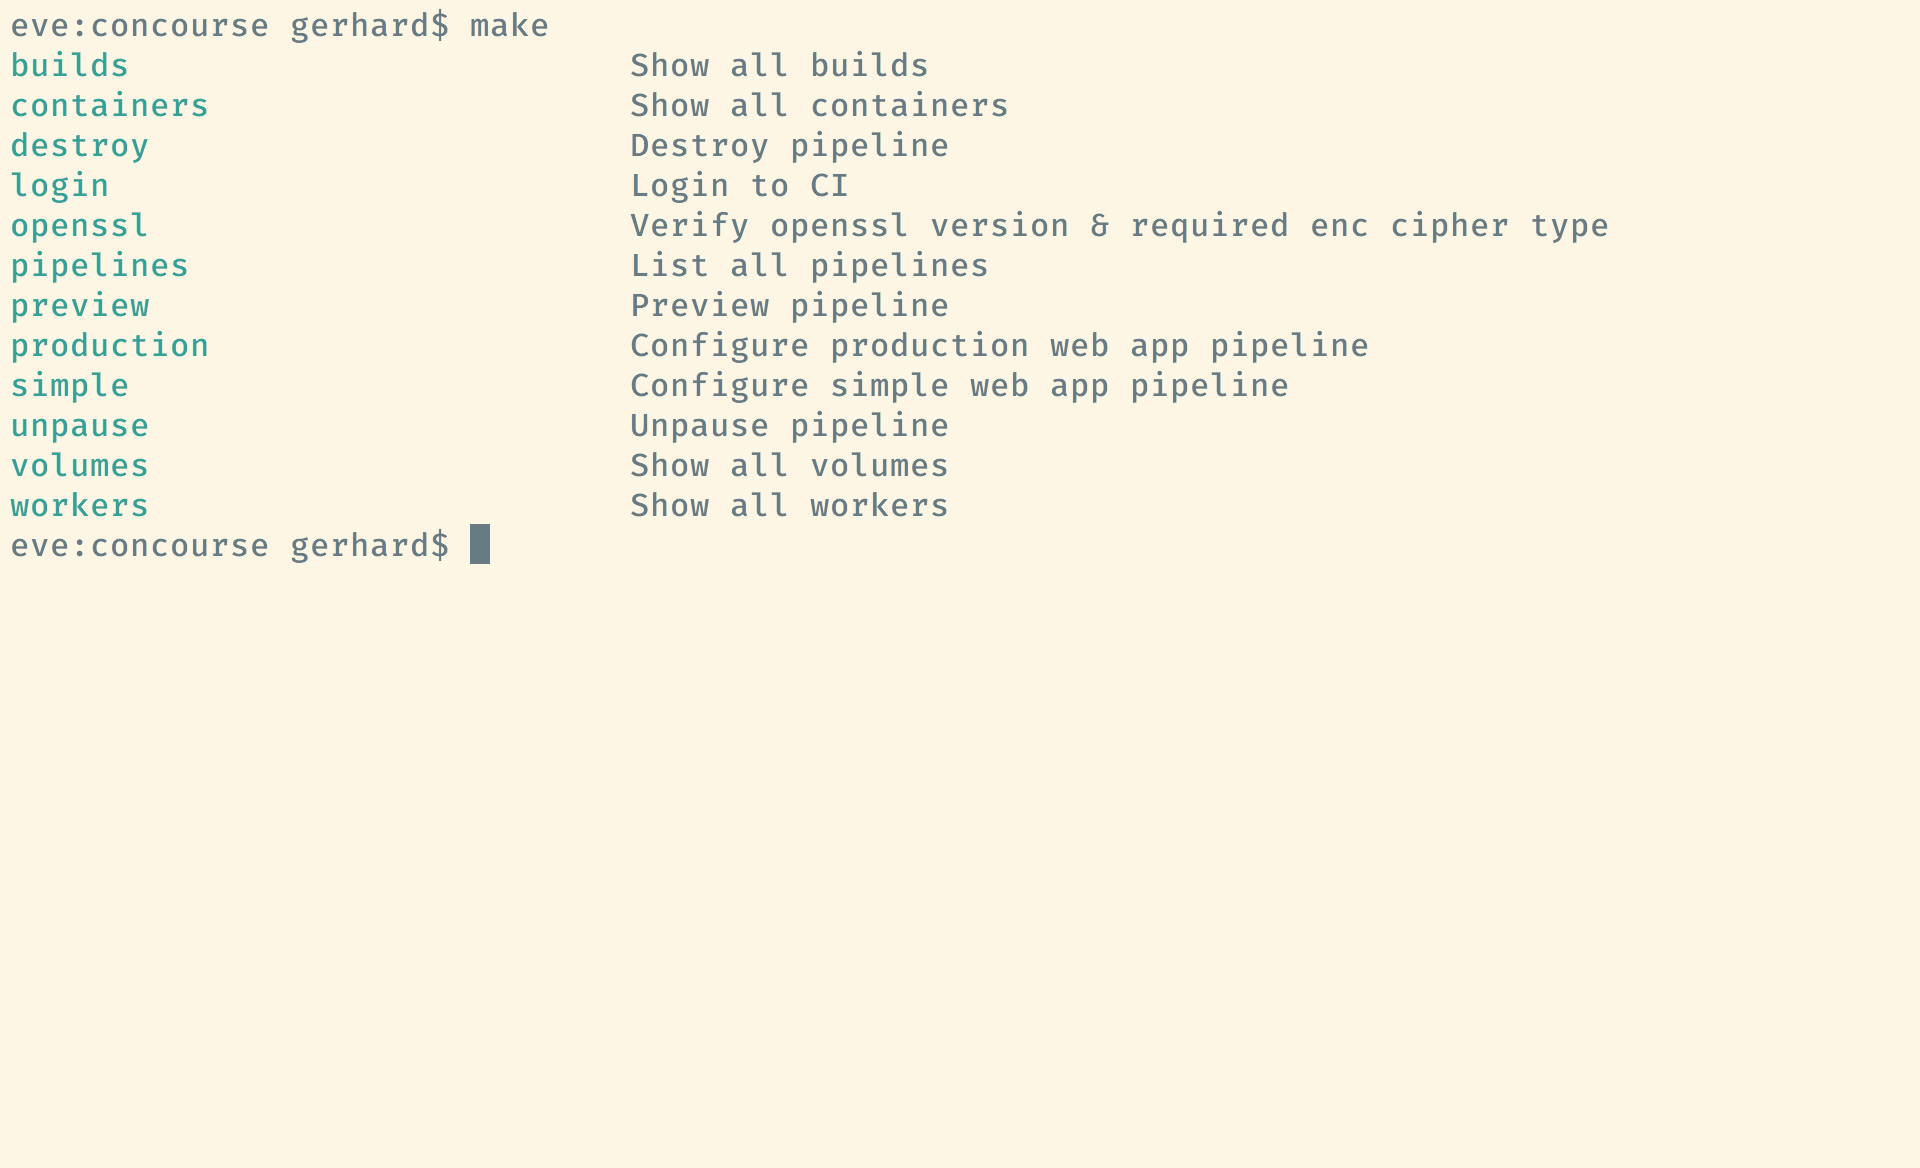 eve:concourse gerhard$ make
builds                         Show all builds
containers                     Show all containers
destroy                        Destroy pipeline
login                          Login to CI
openssl                        Verify openssl version & required enc cipher type
pipelines                      List all pipelines
preview                        Preview pipeline
production                     Configure production web app pipeline
simple                         Configure simple web app pipeline
unpause                        Unpause pipeline
volumes                        Show all volumes
workers                        Show all workers
eve:concourse gerhard$